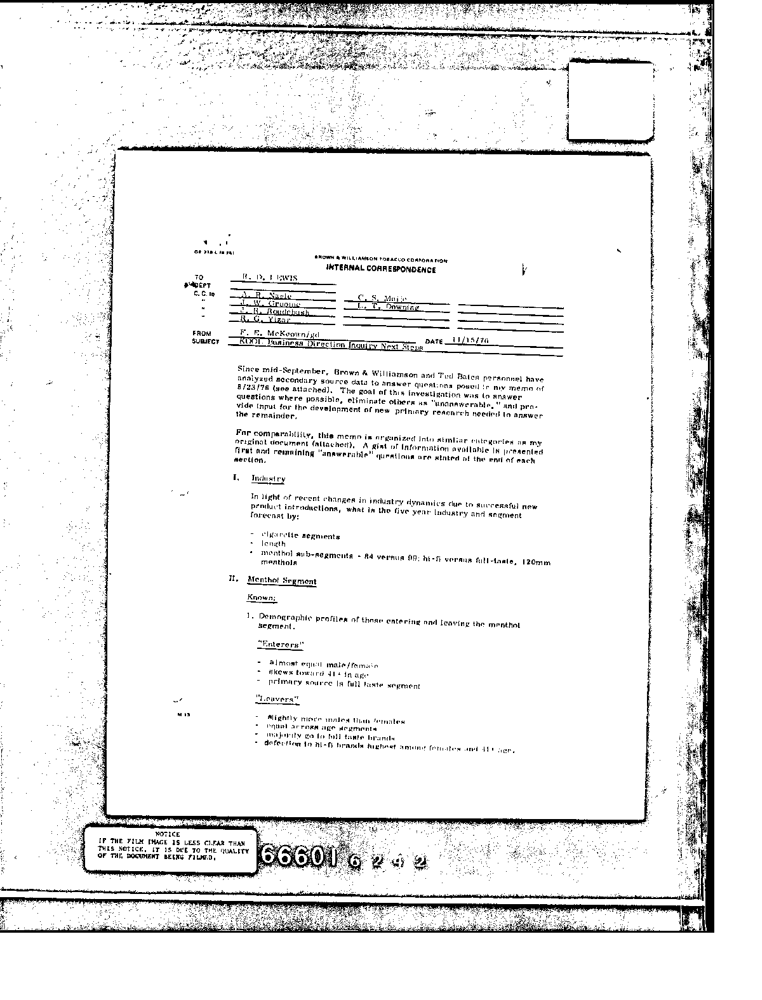 BROWN & WILLIAMSON TOBACCO CORPORATION
INTERNAL CORRESPONDENCE
TO R. D. LEWIS
DEPT
C. C. to A. R.
C. S.
J. W. Groome
L. T. Downing
J. R. Boudebush
R. G.
FROM F. E. McKeown/gd
DATE 11/15/76
SUBJECT KOOL Business Direction Inquiry Next Steps
Since mid-September, Brown & Williamson and Ted Bates personnel have
analyzed secondary source data to answer questions posed in my memo of
8/23/76 (see attached). The goal of this investigation was to answer
questions where possible, eliminate others as "unanswerable," and pro-
vide input for the development of new primary research needed to answer
the remainder.
For comparability, this memo is organized into similar categories as my
original document (attached). A gist of information available is presented
first and remaining "answerable" questions are stated at the end of each
section.
I. Industry
In light of recent changes in industry dynamics due to successful new
product introductions, what is the five year industry and segment
forecast by:
- cigarette segments
- length
- menthol sub-segments - 84 versus 99; hi-fi versus full-taste, 120mm
menthols
II. Menthol Segment
Known:
1. Demographic profiles of those entering and leaving the menthol
segment.
"Enterers"
- almost equal male/female
- skews toward 41+ in age
- primary source is full taste segment
"Leavers"
- slightly more males than females
- equal across age segments
- majority go to full taste brands
- defection to hi-fi brands highest among females and 41+ age.
NOTICE
IF THE FILM IMAGE IS LESS CLEAR THAN
THIS NOTICE, IT IS DUE TO THE QUALITY
OF THE DOCUMENT BEING FILMED.
66601 6242